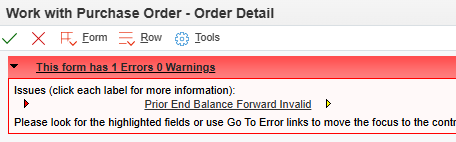 Work with Purchase Order - Order Detail
Form Row Tools
This form has 1 Errors 0 Warnings
Issues (click each label for more information):
Prior End Balance Forward Invalid
Please look for the highlighted fields or use Go To Error links to move the focus to the contr